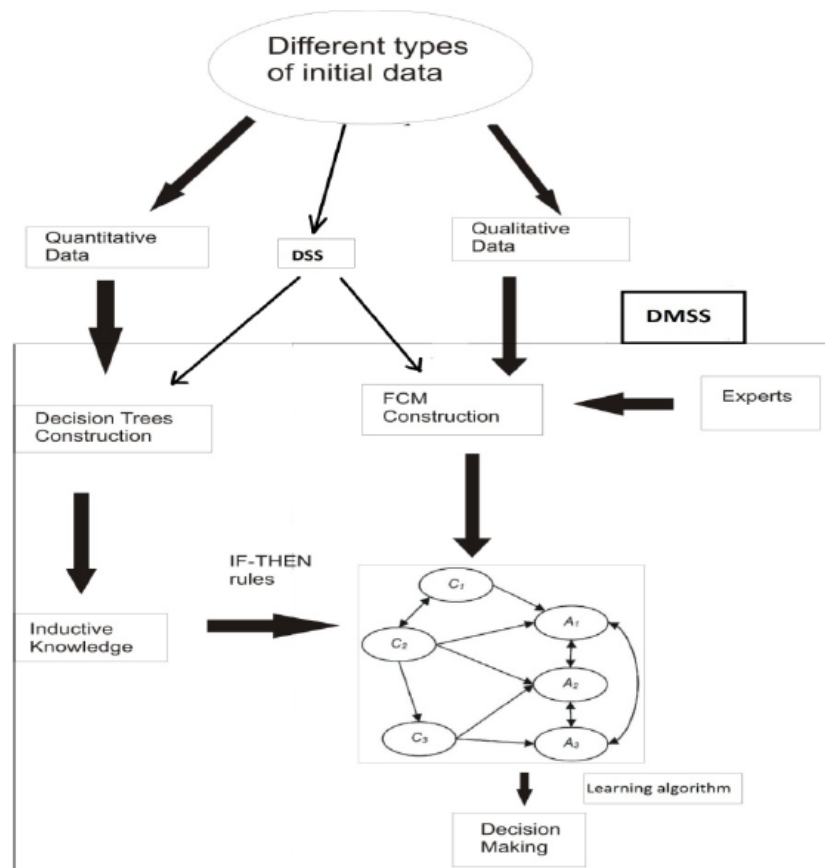 Different types
of initial data
Quantitative
Data
DSS
Qualitative
Data
DMSS
Decision Trees
Construction
FCM
Construction
Experts
IF-THEN
rules
Inductive
Knowledge
C1
A1
C2
A2
C3
A3
Learning algorithm
Decision
Making